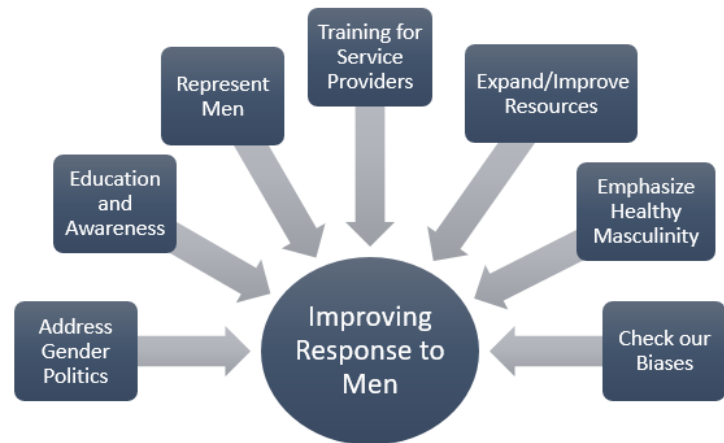 Training for
Service
Providers
Represent
Men
Expand/Improve
Resources
Education
and
Awareness
Emphasize
Healthy
Masculinity
Address
Gender
Politics
Improving
Response to
Men
Check our
Biases